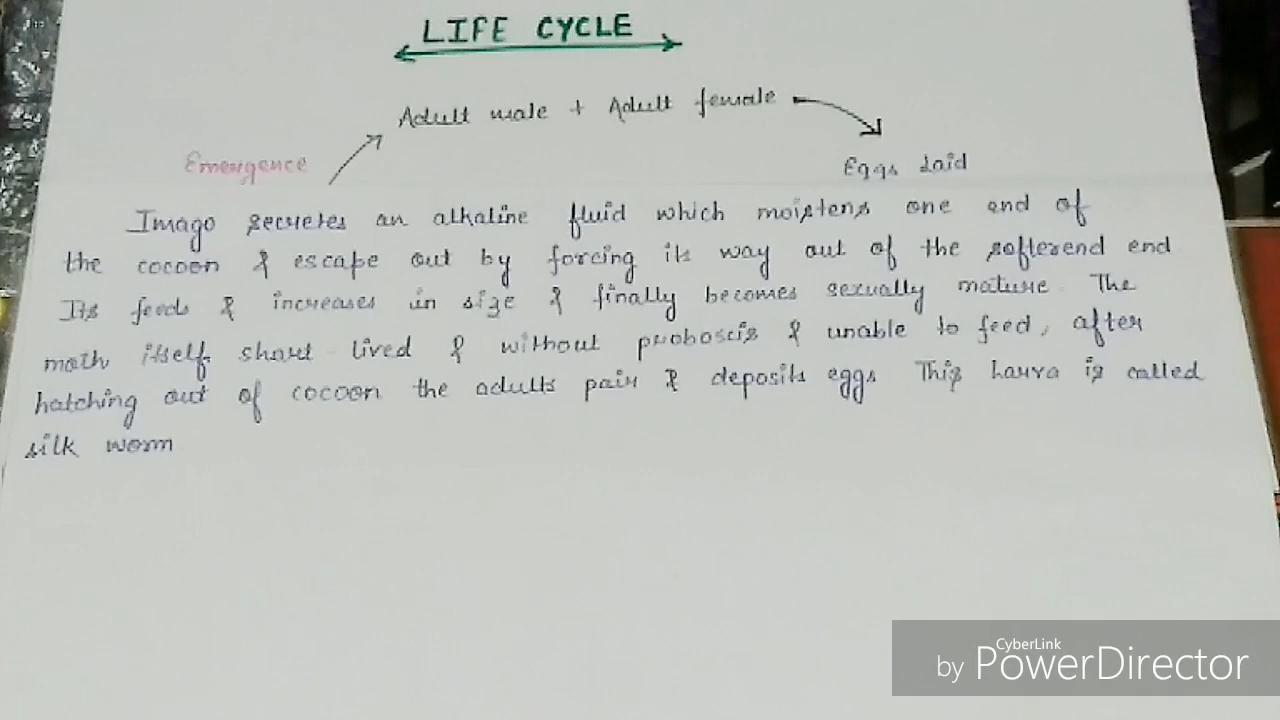 LIFE CYCLE
Adult male + Adult female
Emergence
Eggs laid
Imago secretes an alkaline fluid which moistens one end of
the cocoon & escape out by forcing its way out of the softerend end
Its feeds & increases in size & finally becomes sexually mature. The
moth itself short-lived & without proboscis & unable to feed, after
hatching out of cocoon the adults pair & deposits eggs This larva is called
silk worm
CyberLink
by PowerDirector